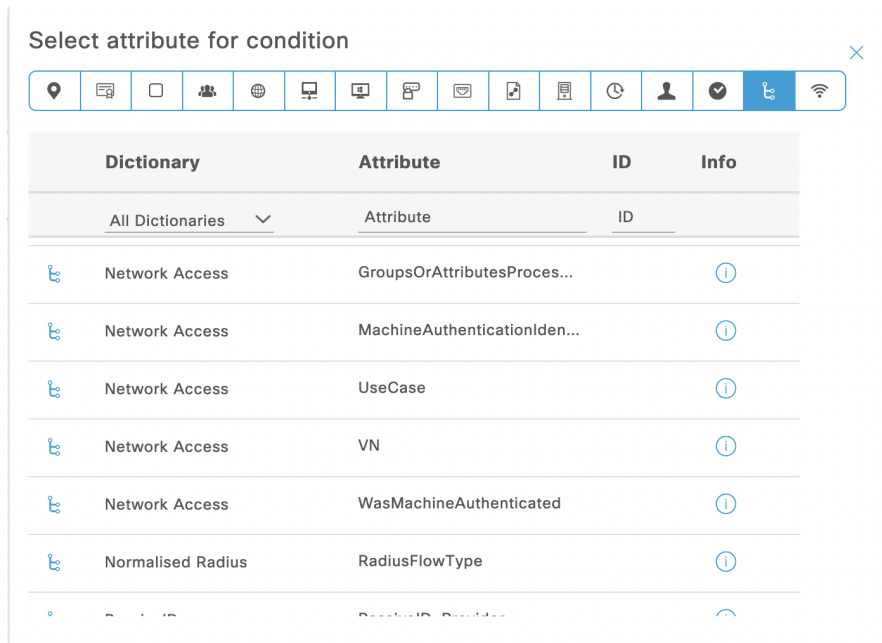 Select attribute for condition
Dictionary Attribute ID Info
All Dictionaries Attribute ID
Network Access GroupsOrAttributesProces...
Network Access MachineAuthenticationIden...
Network Access UseCase
Network Access VN
Network Access WasMachineAuthenticated
Normalised Radius RadiusFlowType